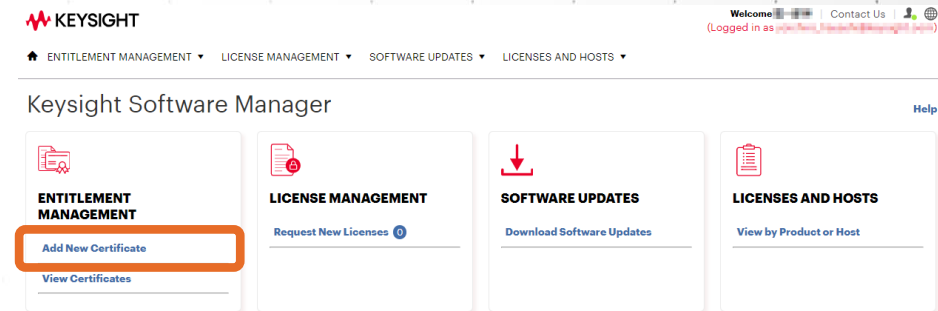 KEYSIGHT
Welcome
Contact Us
(Logged in as
ENTITLEMENT MANAGEMENT ▼ LICENSE MANAGEMENT ▼ SOFTWARE UPDATES ▼ LICENSES AND HOSTS ▼
Keysight Software Manager
Help
ENTITLEMENT
MANAGEMENT
Add New Certificate
View Certificates
LICENSE MANAGEMENT
Request New Licenses 0
SOFTWARE UPDATES
Download Software Updates
LICENSES AND HOSTS
View by Product or Host